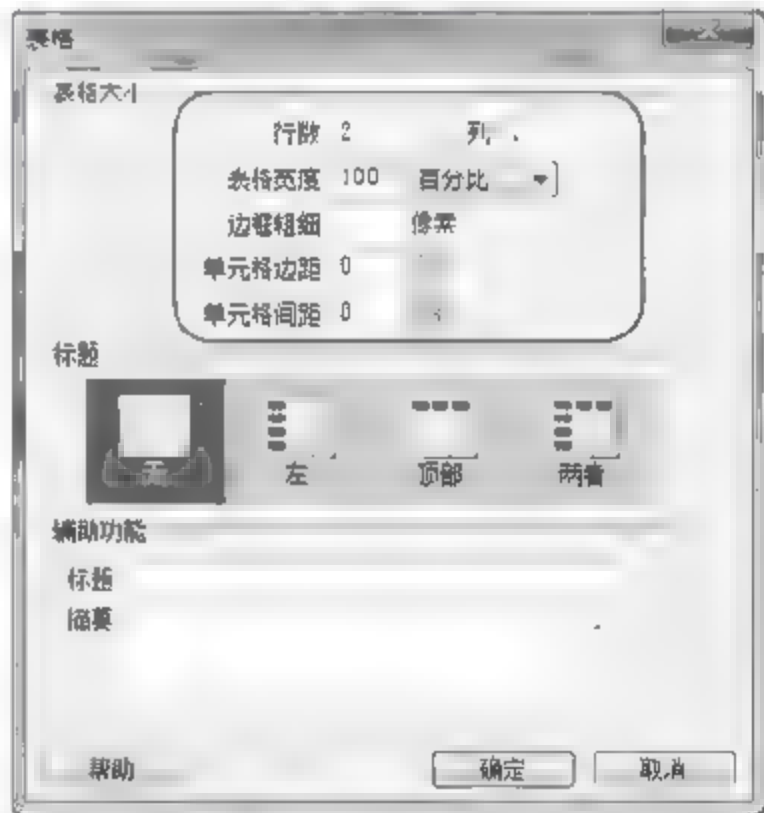 表格
表格大小
行数 2 列
表格宽度 100 百分比
边框粗细 像素
单元格边距 0
单元格间距 0
标题
无 左 顶部 两者
辅助功能
标题
摘要
帮助 确定 取消